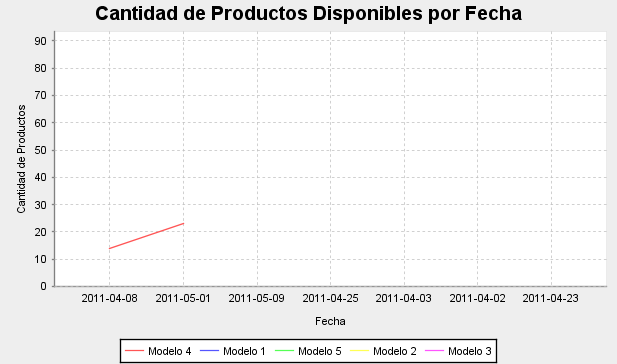 Cantidad de Productos Disponibles por Fecha
90
80
70
60
50
40
30
20
10
0
Cantidad de Productos
2011-04-08 2011-05-01 2011-05-09 2011-04-25 2011-04-03 2011-04-02 2011-04-23
Fecha
Modelo 4 Modelo 1 Modelo 5 Modelo 2 Modelo 3